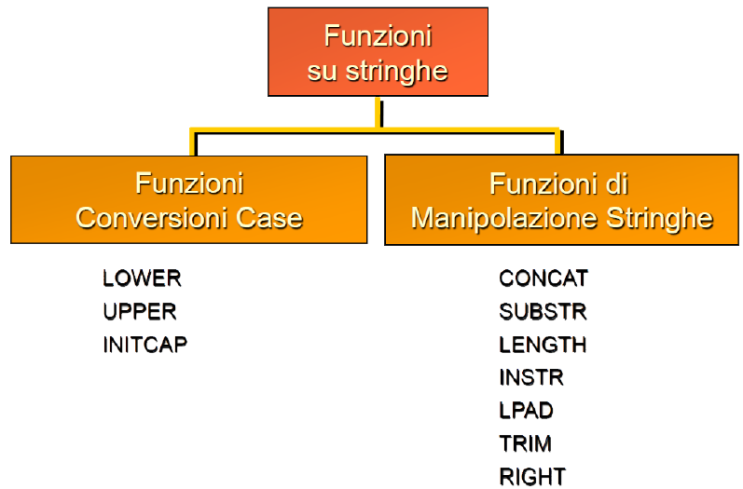 Funzioni
su stringhe
Funzioni
Conversioni Case
Funzioni di
Manipolazione Stringhe
LOWER
UPPER
INITCAP
CONCAT
SUBSTR
LENGTH
INSTR
LPAD
TRIM
RIGHT